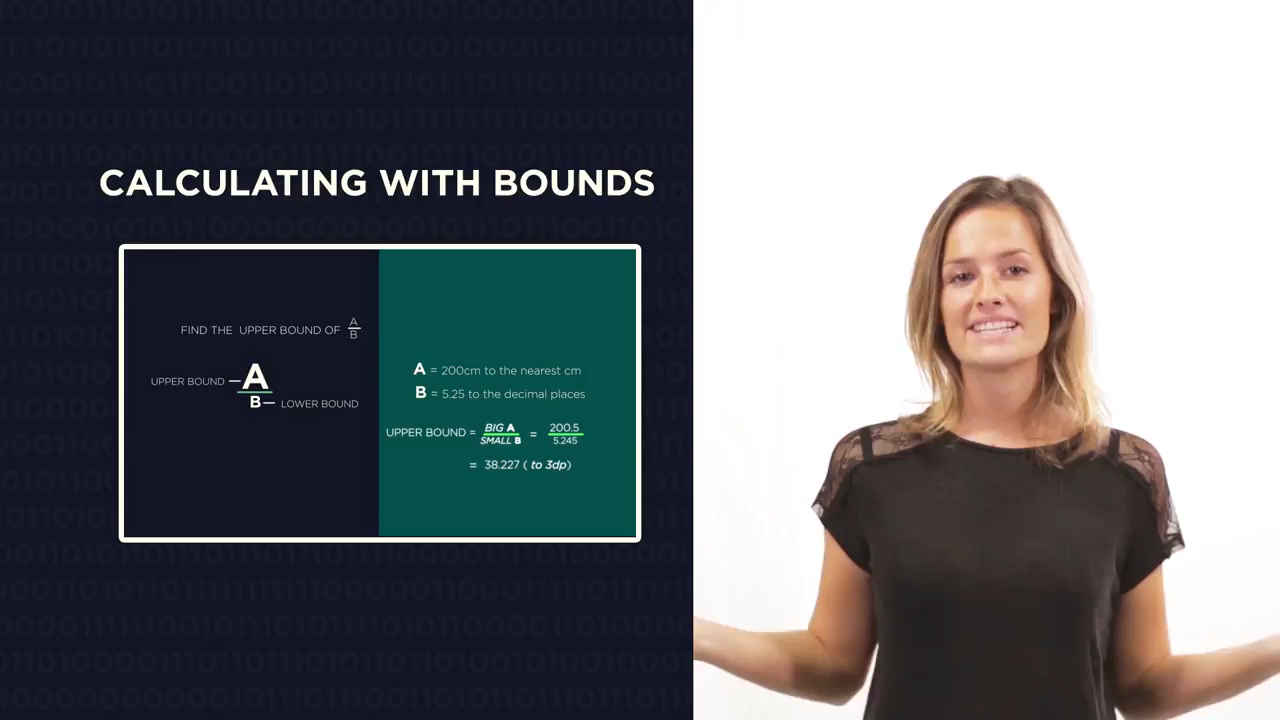 CALCULATING WITH BOUNDS
FIND THE UPPER BOUND OF A/B
UPPER BOUND — A
B — LOWER BOUND
A = 200cm to the nearest cm
B = 5.25 to the decimal places
UPPER BOUND = BIG A / SMALL B = 200.5 / 5.245
= 38.227 ( to 3dp)